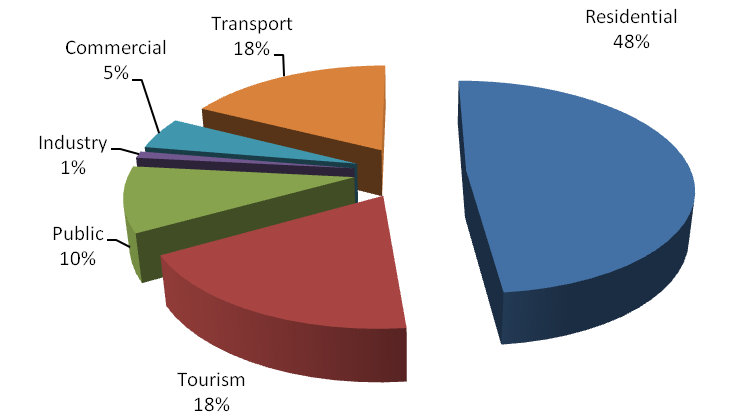 Transport
18%
Residential
48%
Commercial
5%
Industry
1%
Public
10%
Tourism
18%